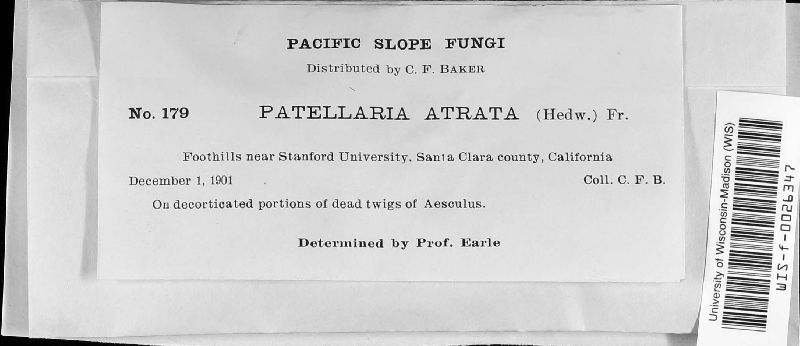 PACIFIC SLOPE FUNGI
Distributed by C. F. BAKER
No. 179 PATELLARIA ATRATA (Hedw.) Fr.
Foothills near Stanford University, Santa Clara county, California
December 1, 1901 Coll. C. F. B.
On decorticated portions of dead twigs of Aesculus.
Determined by Prof. Earle
University of Wisconsin-Madison (WIS)
WIS-f-0026347